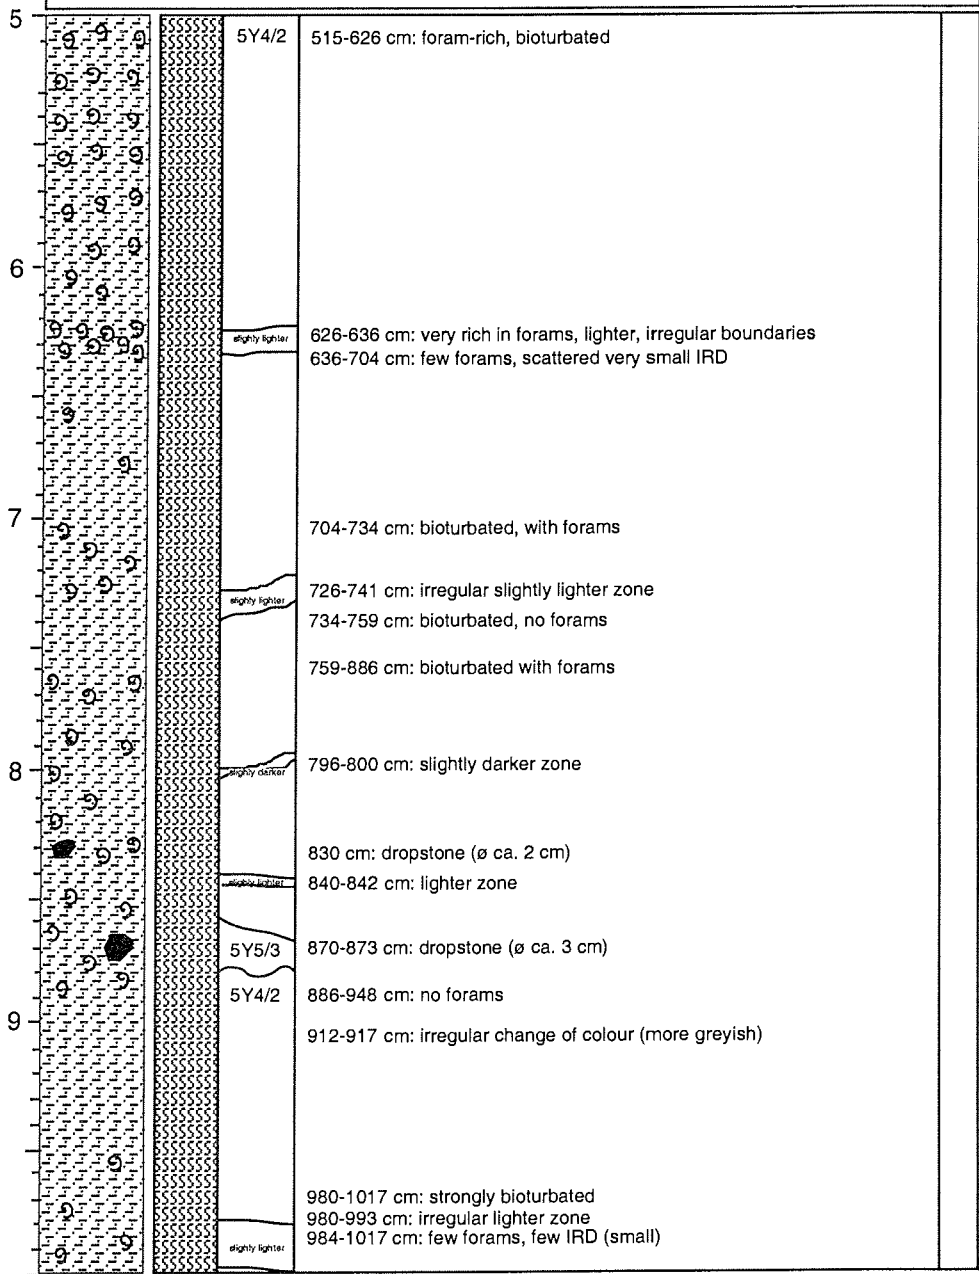 5
5Y4/2 515-626 cm: foram-rich, bioturbated
6
slightly lighter 626-636 cm: very rich in forams, lighter, irregular boundaries
636-704 cm: few forams, scattered very small IRD
7
704-734 cm: bioturbated, with forams
726-741 cm: irregular slightly lighter zone
slightly lighter
734-759 cm: bioturbated, no forams
759-886 cm: bioturbated with forams
8
slightly darker 796-800 cm: slightly darker zone
830 cm: dropstone (ø ca. 2 cm)
slightly lighter 840-842 cm: lighter zone
5Y5/3 870-873 cm: dropstone (ø ca. 3 cm)
5Y4/2 886-948 cm: no forams
9
912-917 cm: irregular change of colour (more greyish)
980-1017 cm: strongly bioturbated
980-993 cm: irregular lighter zone
984-1017 cm: few forams, few IRD (small)
slightly lighter